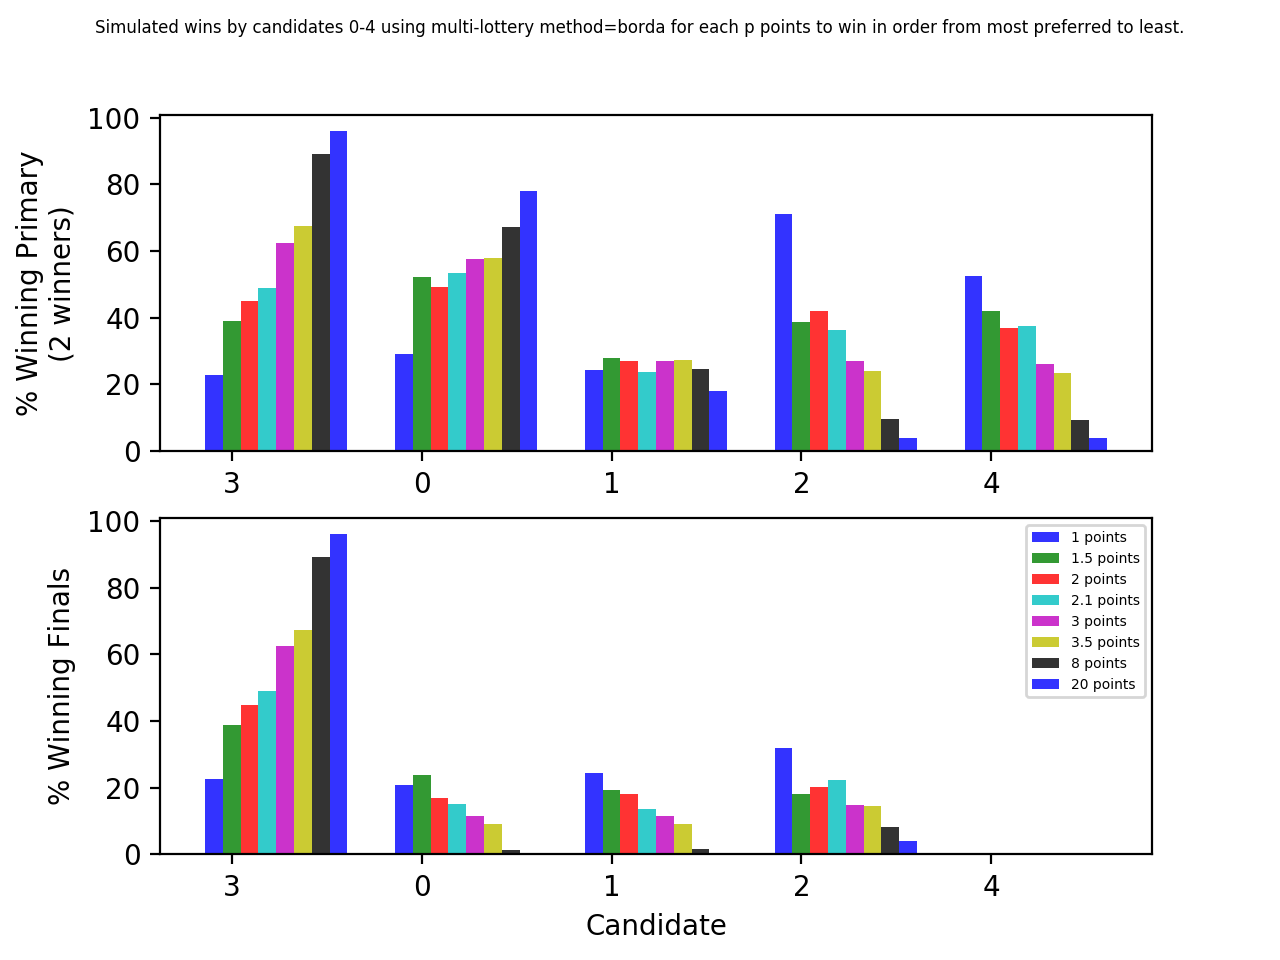 Simulated wins by candidates 0-4 using multi-lottery method=borda for each p points to win in order from most preferred to least.
% Winning Primary
(2 winners)
100
80
60
40
20
0
3 0 1 2 4
% Winning Finals
100
80
60
40
20
0
1 points
1.5 points
2 points
2.1 points
3 points
3.5 points
8 points
20 points
3 0 1 2 4
Candidate